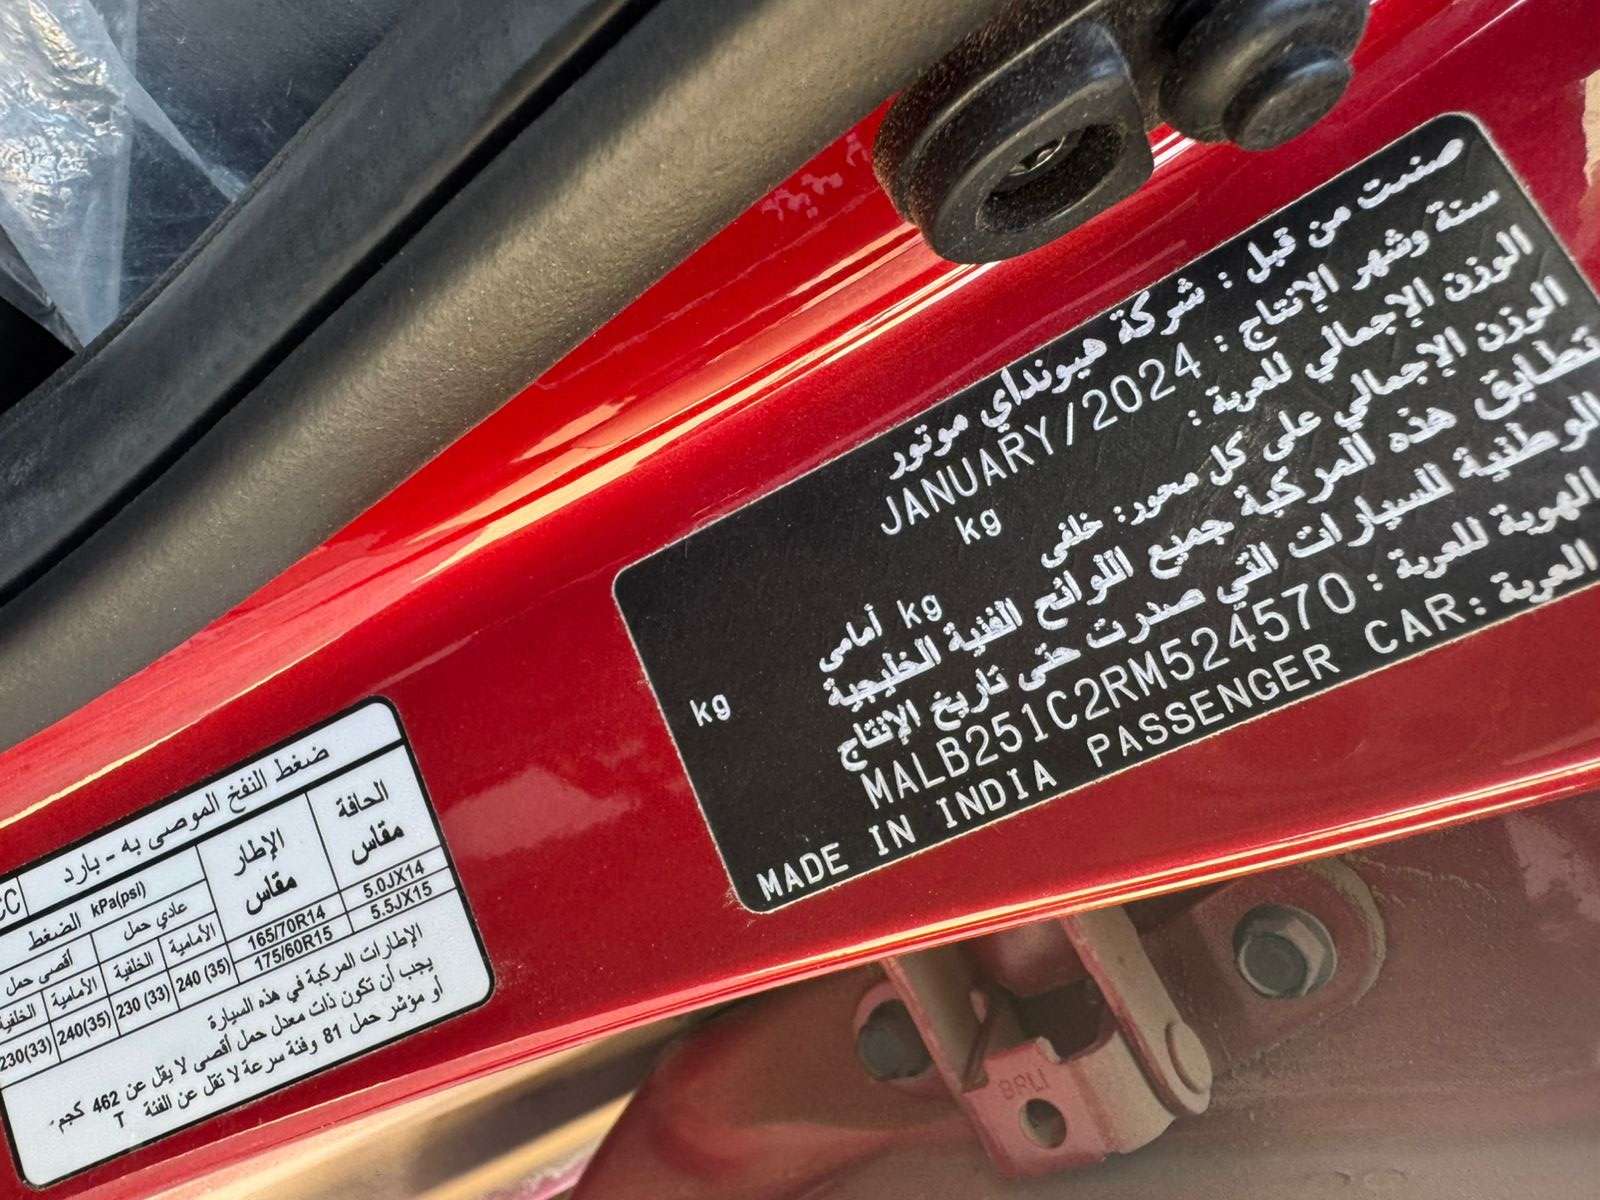 صنعت من قبل : شركة هيونداي موتور
سنة وشهر الإنتاج : JANUARY/2024
الوزن الإجمالي للعربة : kg
الوزن الإجمالي على كل محور: خلفى kg أمامى kg
تطابق هذه المركبة جميع اللوائح الفنية الخليجية
الوطنية للسيارات التي صدرت حتى تاريخ الإنتاج
الهوية للعربة : MALB251C2RM524570
العربة : PASSENGER CAR
MADE IN INDIA
ضغط النفخ الموصى به - بارد
الحافة مقاس
الإطار مقاس
الضغط kPa(psi)
عادي حمل
أقصى حمل
الأمامية
الخلفية
الأمامية
الخلفية
5.0JX14
165/70R14
5.5JX15
175/60R15
240 (35)
230 (33)
240(35)
230(33)
الإطارات المركبة في هذه السيارة
يجب أن تكون ذات معدل حمل أقصى لا يقل عن 462 كجم-
أو مؤشر حمل 81 وفئة سرعة لا تقل عن الفئة T